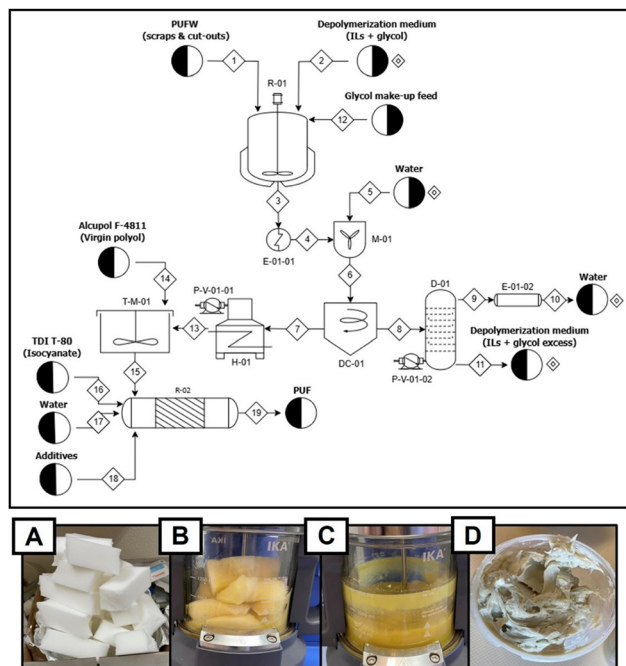 PUFW
(scraps & cut-outs)
Depolymerization medium
(ILs + glycol)
1
2
R-01
Glycol make-up feed
12
3
Water
5
4
E-01-01
M-01
Alcupol F-4811
(Virgin polyol)
14
6
P-V-01-01
D-01
E-01-02
Water
9
10
T-M-01
13
7
8
Depolymerization medium
(ILs + glycol excess)
TDI T-80
(Isocyanate)
H-01
DC-01
11
P-V-01-02
15
16
R-02
Water
17
19
PUF
Additives
18
A
B
C
D
AXI
IKA
IKA